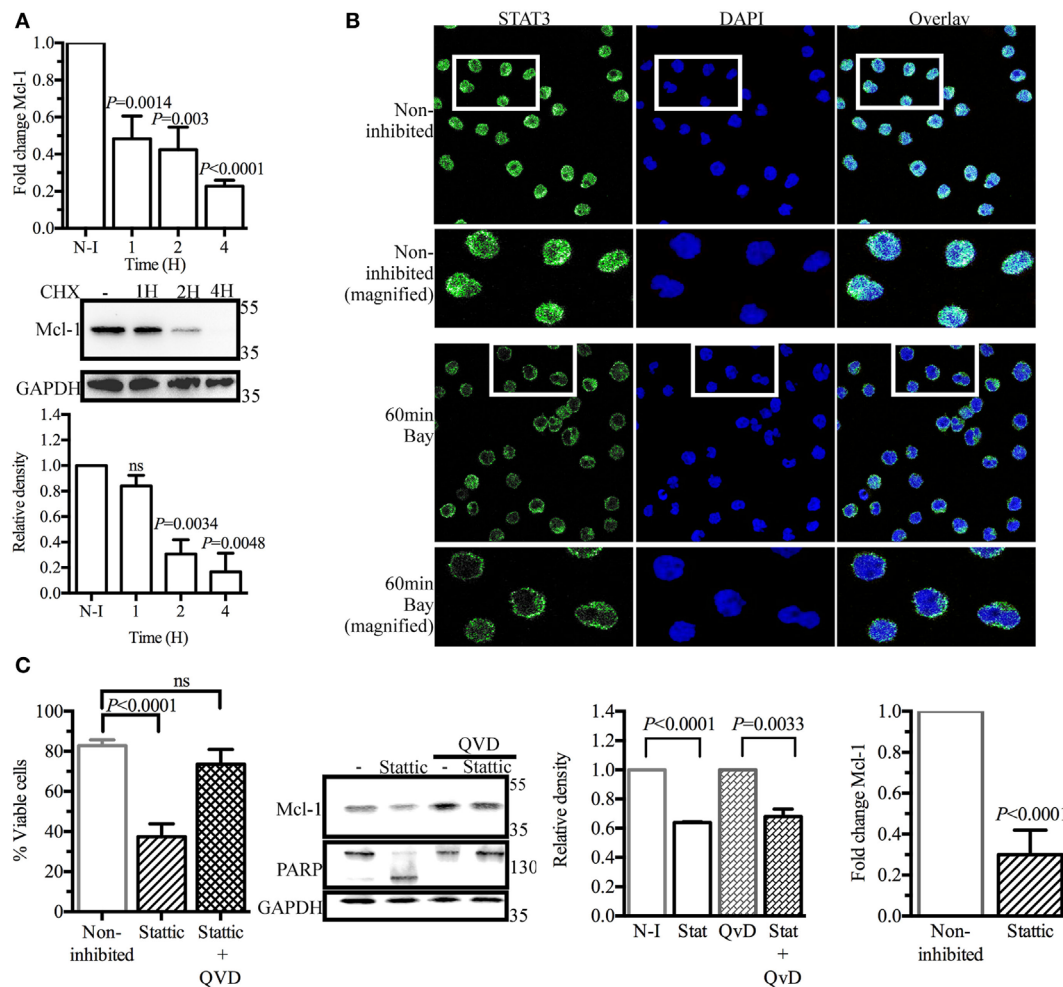 A
1.0
0.8
0.6
0.4
0.2
0.0
Fold change Mcl-1
P=0.0014
P=0.003
P<0.0001
N-I 1 2 4
Time (H)
CHX - 1H 2H 4H
Mcl-1
55
35
GAPDH
35
1.4
1.2
1.0
0.8
0.6
0.4
0.2
0.0
Relative density
ns
P=0.0034
P=0.0048
N-I 1 2 4
Time (H)
B
STAT3 DAPI Overlay
Non-
inhibited
Non-
inhibited
(magnified)
60min
Bay
60min
Bay
(magnified)
C
ns
P<0.0001
100
80
60
40
20
0
% Viable cells
Non-
inhibited
Stattic
Stattic
+
QVD
QVD
- Stattic - Stattic
Mcl-1
55
35
PARP
130
GAPDH
35
1.4
1.2
1.0
0.8
0.6
0.4
0.2
0.0
Relative density
P<0.0001
P=0.0033
N-I Stat QvD Stat
+
QvD
1.0
0.8
0.6
0.4
0.2
0.0
Fold change Mcl-1
P<0.0001
Non-
inhibited
Stattic